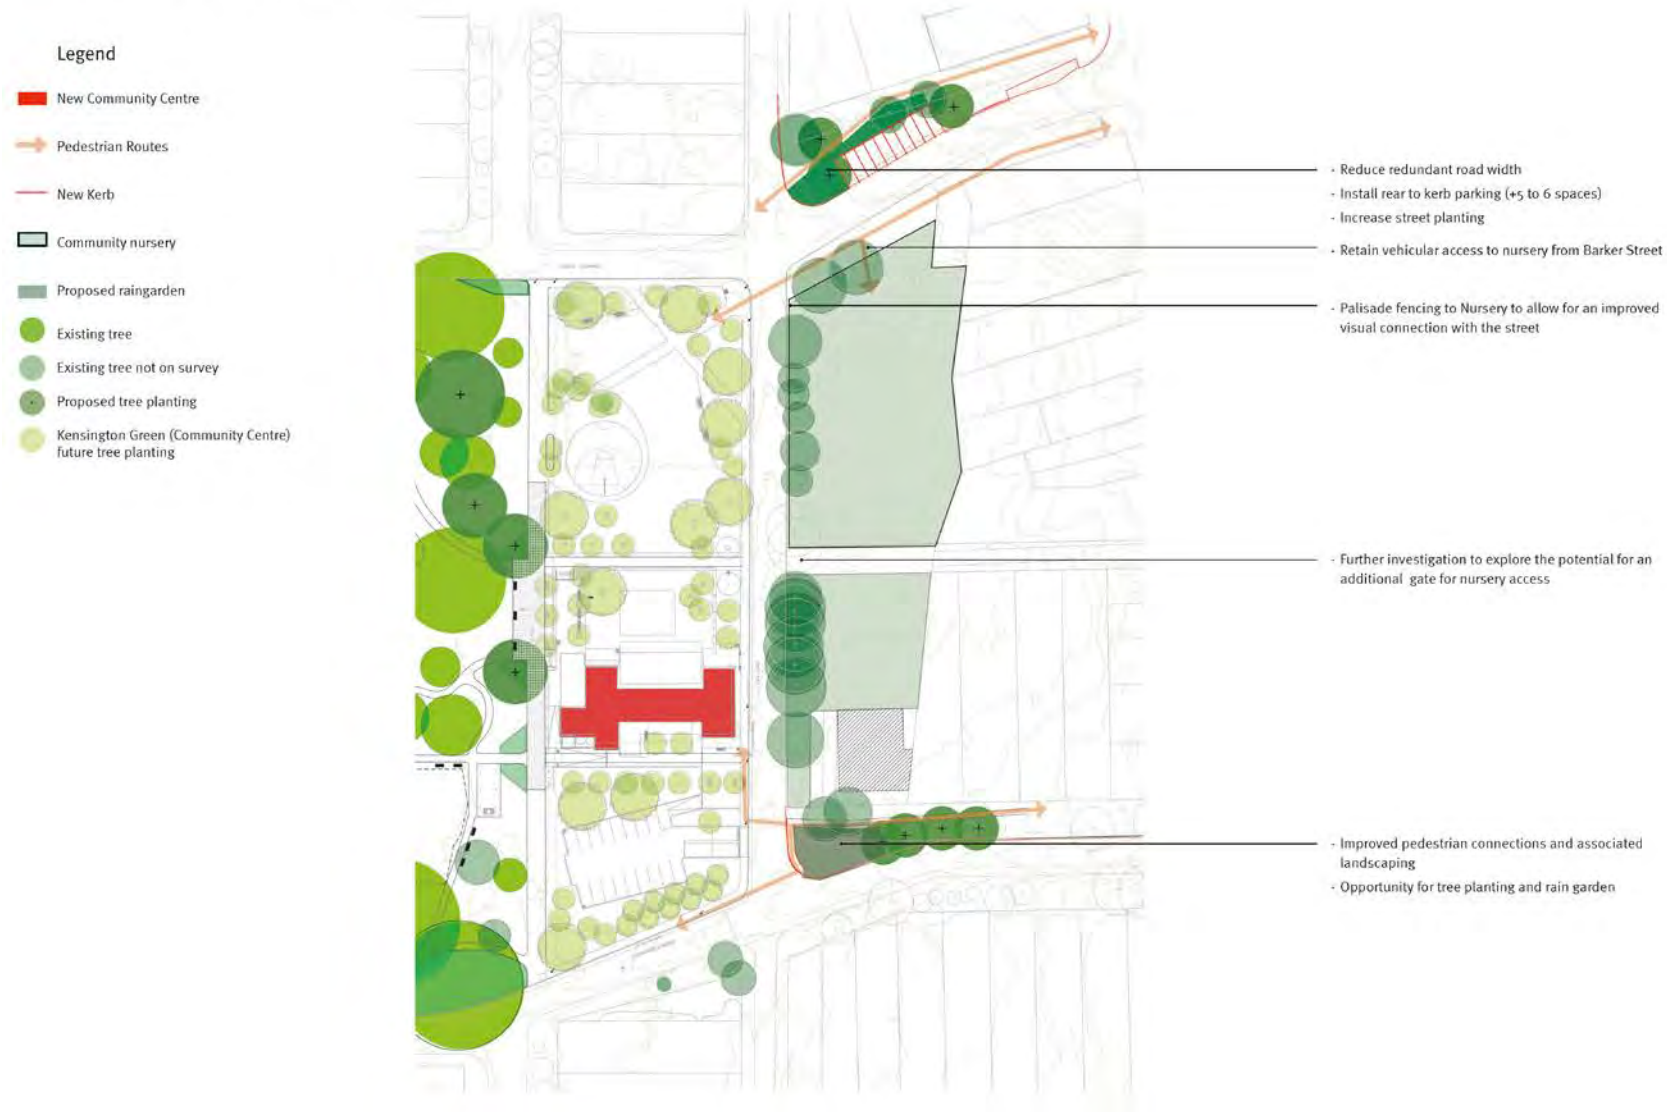 Legend
New Community Centre
Pedestrian Routes
New Kerb
Community nursery
Proposed raingarden
Existing tree
Existing tree not on survey
Proposed tree planting
Kensington Green (Community Centre)
future tree planting
- Reduce redundant road width
- Install rear to kerb parking (+5 to 6 spaces)
- Increase street planting
- Retain vehicular access to nursery from Barker Street
- Palisade fencing to Nursery to allow for an improved
visual connection with the street
- Further investigation to explore the potential for an
additional gate for nursery access
- Improved pedestrian connections and associated
landscaping
- Opportunity for tree planting and rain garden